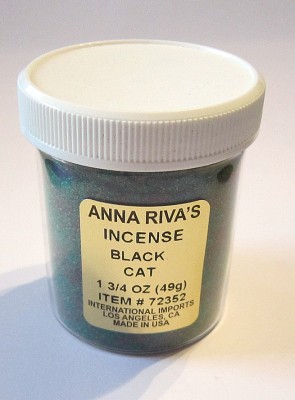 ANNA RIVA'S
INCENSE
BLACK
CAT
1 3/4 OZ (49g)
ITEM # 72352
INTERNATIONAL IMPORTS
LOS ANGELES, CA
MADE IN USA